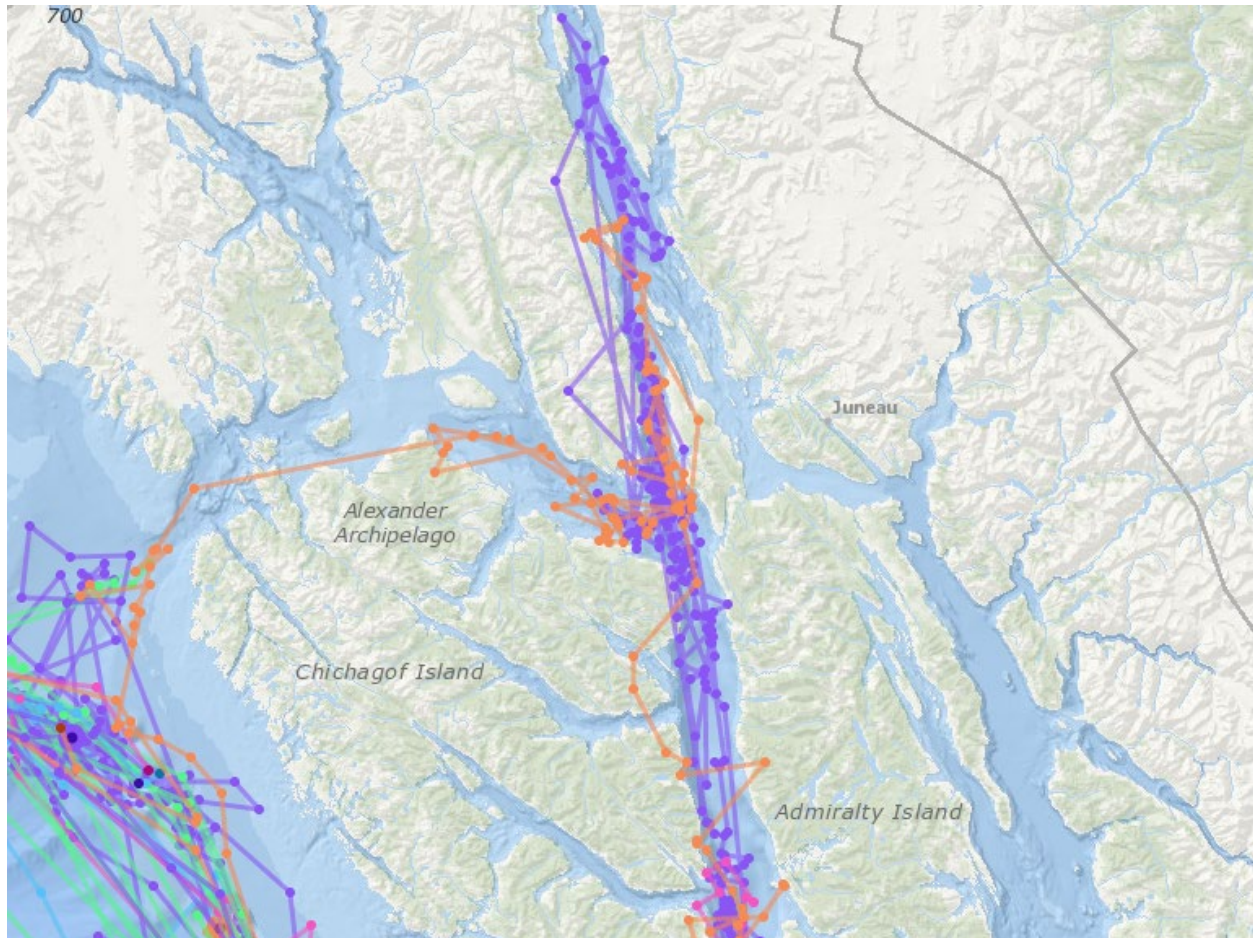 700
Juneau
Alexander
Archipelago
Chichagof Island
Admiralty Island